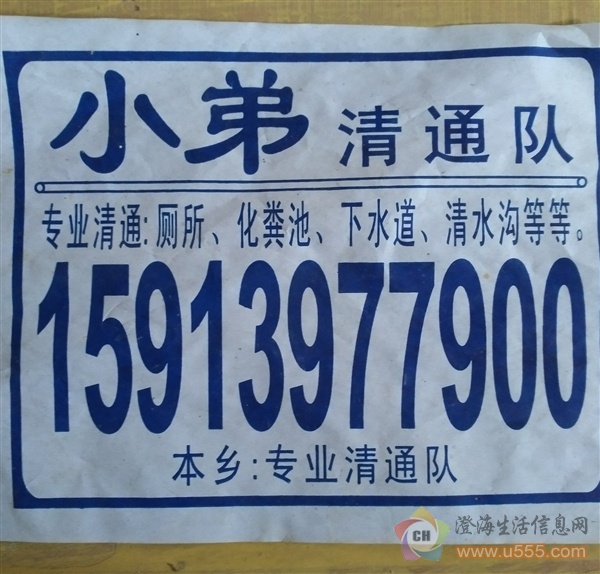 小弟 清通队
专业清通:厕所、化粪池、下水道、清水沟等等。
15913977900
本乡:专业清通队
CH 澄海生活信息网
www.u555.com